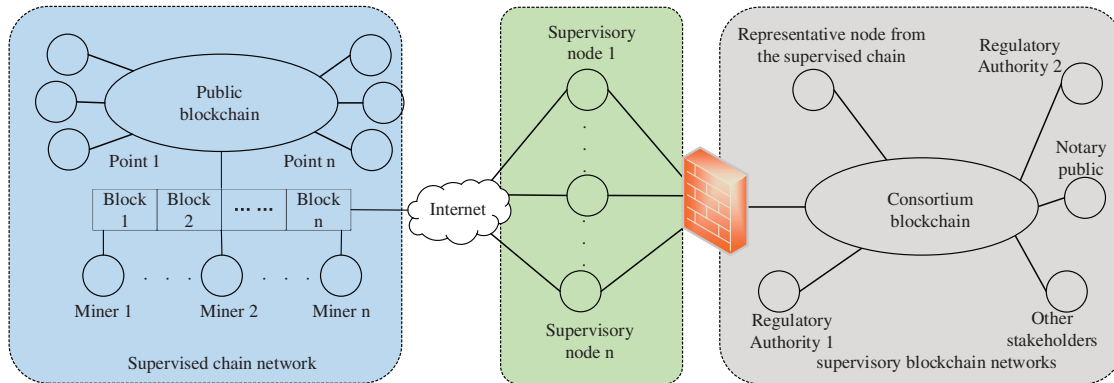 Public
blockchain
Point 1
Point n
Block
1
Block
2
... ...
Block
n
Miner 1
Miner 2
Miner n
Supervised chain network
Internet
Supervisory
node 1
Supervisory
node n
Representative node from
the supervised chain
Regulatory
Authority 2
Notary
public
Consortium
blockchain
Regulatory
Authority 1
Other
stakeholders
supervisory blockchain networks